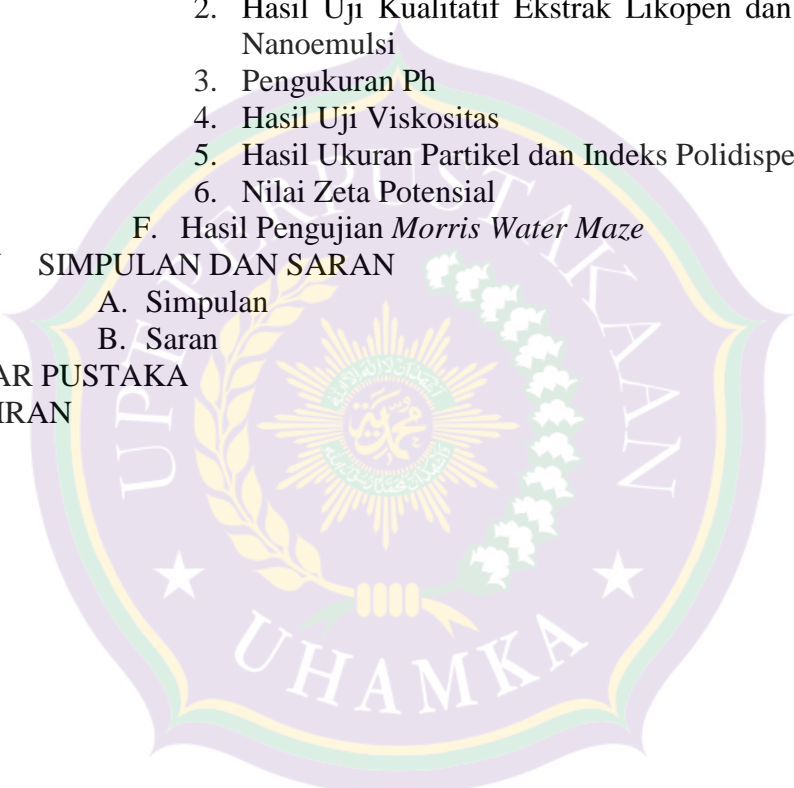 2. Hasil Uji Kualitatif Ekstrak Likopen dan
Nanoemulsi
3. Pengukuran Ph
4. Hasil Uji Viskositas
5. Hasil Ukuran Partikel dan Indeks Polidispe
6. Nilai Zeta Potensial
F. Hasil Pengujian Morris Water Maze
SIMPULAN DAN SARAN
A. Simpulan
B. Saran
AR PUSTAKA
IRAN
UPE PERPUSTAKAAN
UHAMKA